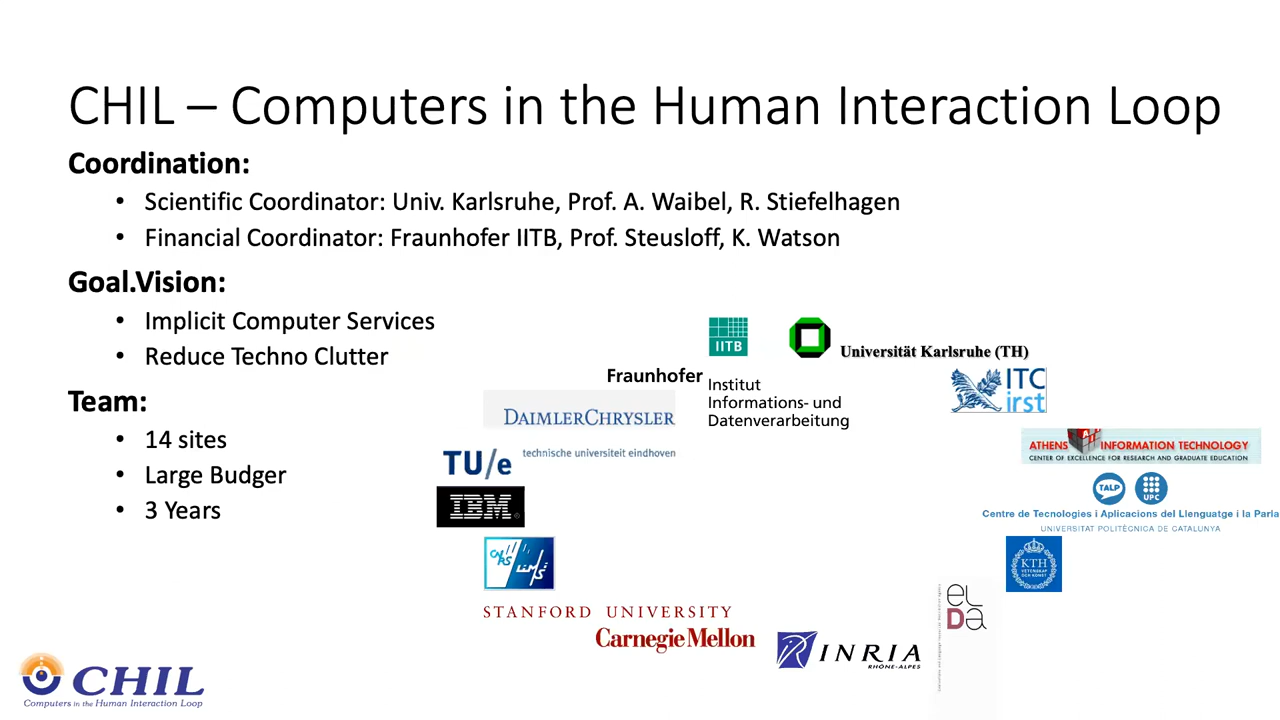 CHIL – Computers in the Human Interaction Loop
Coordination:
• Scientific Coordinator: Univ. Karlsruhe, Prof. A. Waibel, R. Stiefelhagen
• Financial Coordinator: Fraunhofer IITB, Prof. Steusloff, K. Watson
Goal.Vision:
• Implicit Computer Services
• Reduce Techno Clutter
Team:
• 14 sites
• Large Budger
• 3 Years
IITB
Universität Karlsruhe (TH)
Fraunhofer
Institut
Informations- und
Datenverarbeitung
ITC
irst
DAIMLERCHRYSLER
ATHENS INFORMATION TECHNOLOGY
CENTER OF EXCELLENCE FOR RESEARCH AND GRADUATE EDUCATION
TU/e technische universiteit eindhoven
IBM
TALP
UPC
Centre de Tecnologies i Aplicacions del Llenguatge i la Parla
UNIVERSITAT POLITÈCNICA DE CATALUNYA
CNRS LIMSI
KTH
VETENSKAP
OCH KONST
STANFORD UNIVERSITY
Carnegie Mellon
INRIA
RHÔNE-ALPES
ELDA
CHIL
Computers in the Human Interaction Loop